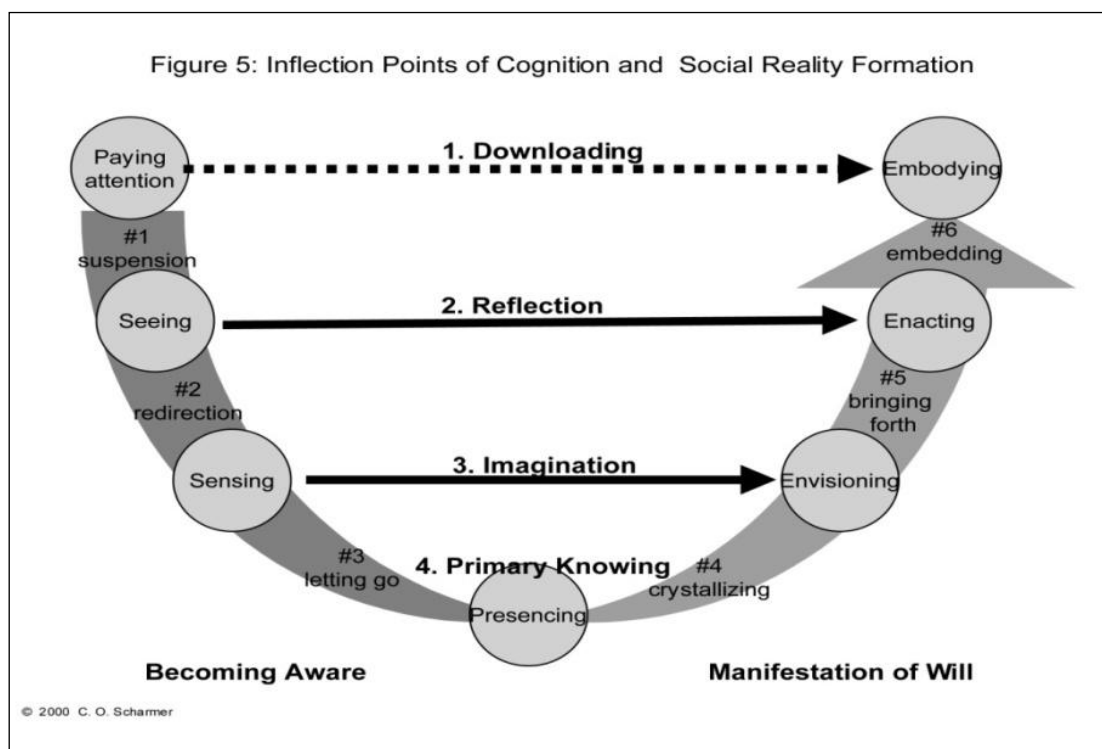 Figure 5: Inflection Points of Cognition and Social Reality Formation
Paying
attention
1. Downloading
Embodying
#1
suspension
#6
embedding
Seeing
2. Reflection
Enacting
#2
redirection
#5
bringing
forth
Sensing
3. Imagination
Envisioning
#3
letting go
4. Primary Knowing
#4
crystallizing
Presencing
Becoming Aware
Manifestation of Will
© 2000 C. O. Scharmer